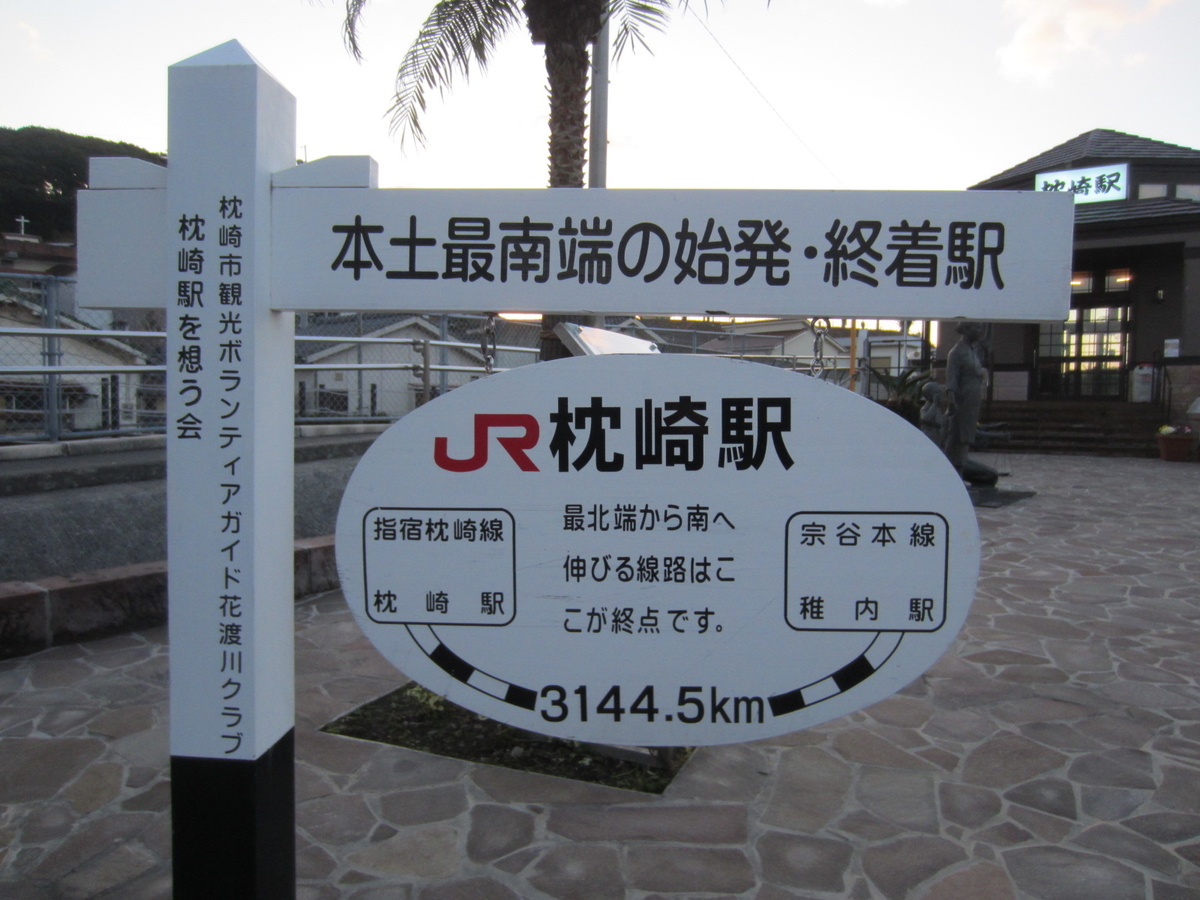 枕崎駅
本土最南端の始発・終着駅
枕崎市観光ボランティアガイド花渡川クラブ
枕崎駅を想う会
JR枕崎駅
指宿枕崎線
枕崎駅
最北端から南へ
伸びる線路はこ
こが終点です。
宗谷本線
稚内駅
3144.5km